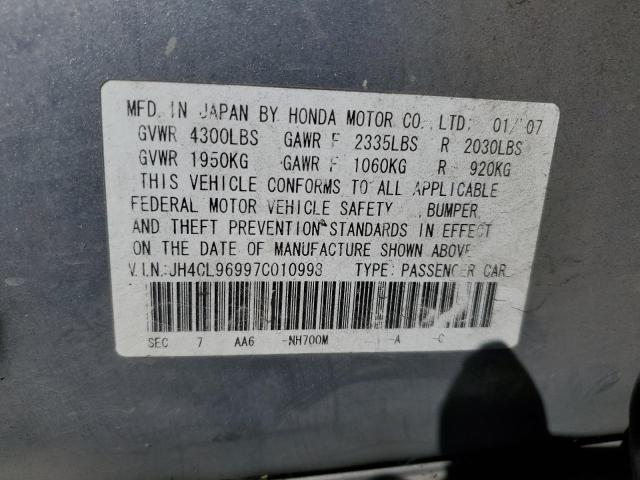 MFD. IN JAPAN BY HONDA MOTOR CO.,LTD; 01/'07
GVWR 4300LBS GAWR F 2335LBS R 2030LBS
GVWR 1950KG GAWR F 1060KG R 920KG
THIS VEHICLE CONFORMS TO ALL APPLICABLE
FEDERAL MOTOR VEHICLE SAFETY , BUMPER
AND THEFT PREVENTION STANDARDS IN EFFECT
ON THE DATE OF MANUFACTURE SHOWN ABOVE
V.I.N:JH4CL96997C010993 TYPE: PASSENGER CAR
SEC 7 AA6 -NH700M -A -C